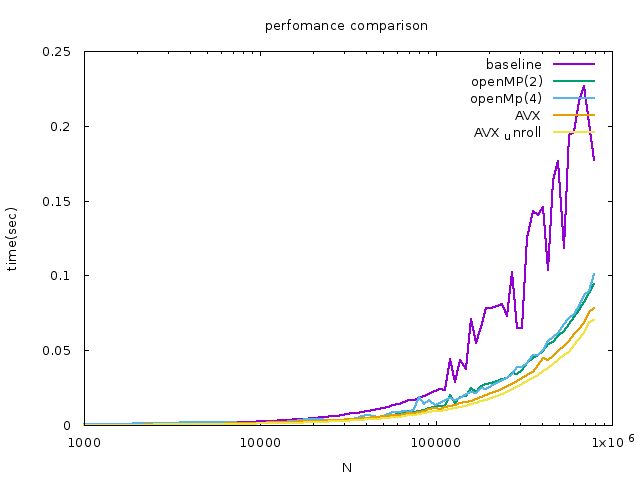 perfomance comparison
0.25
baseline
openMP(2)
openMp(4)
AVX
AVX unroll
0.2
0.15
time(sec)
0.1
0.05
0
1000
10000
100000
1x10 6
N